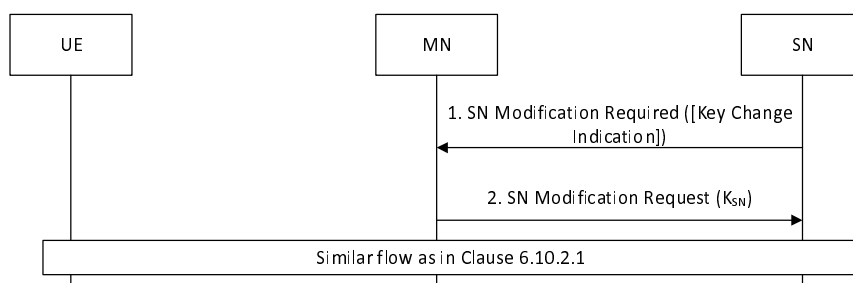 UE
MN
SN
1. SN Modification Required ([Key Change
Indication])
2. SN Modification Request (K_SN)
Similar flow as in Clause 6.10.2.1